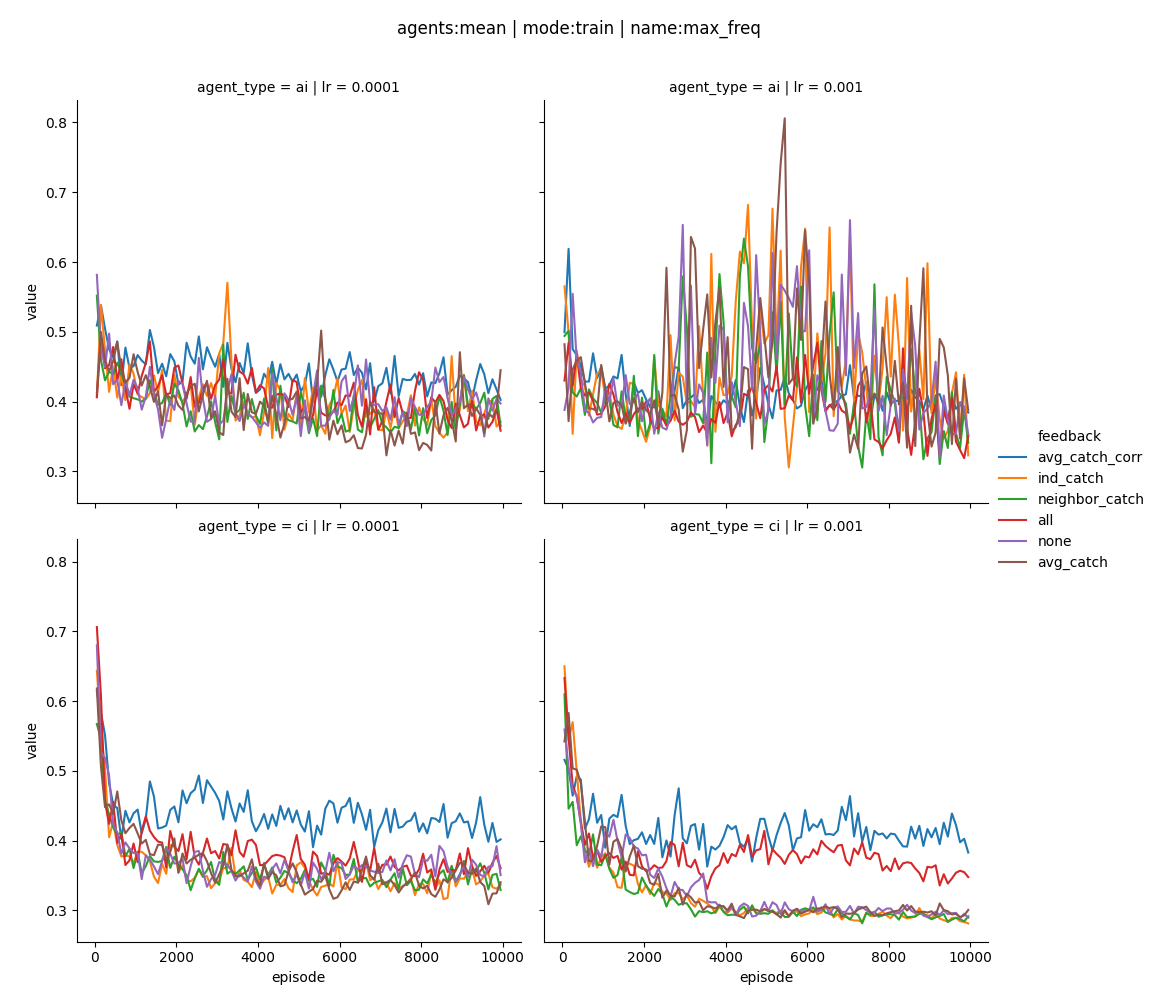 agents:mean | mode:train | name:max_freq
agent_type = ai | lr = 0.0001
agent_type = ai | lr = 0.001
value
0.8
0.7
0.6
0.5
0.4
0.3
agent_type = ci | lr = 0.0001
agent_type = ci | lr = 0.001
value
0.8
0.7
0.6
0.5
0.4
0.3
0 2000 4000 6000 8000 10000
episode
0 2000 4000 6000 8000 10000
episode
feedback
avg_catch_corr
ind_catch
neighbor_catch
all
none
avg_catch